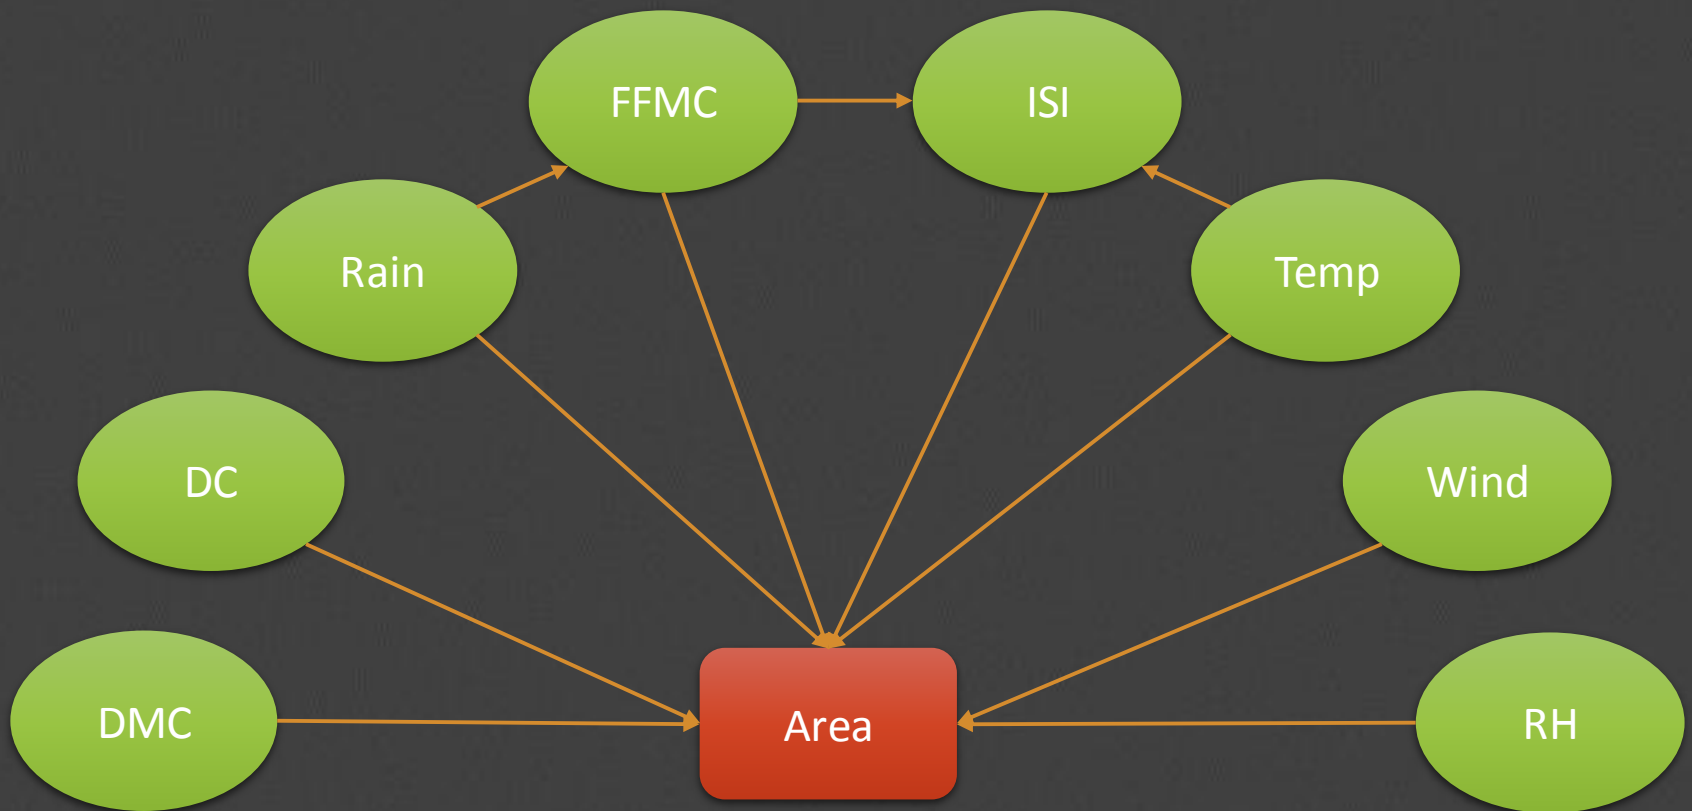 FFMC
ISI
Rain
Temp
DC
Wind
DMC
Area
RH